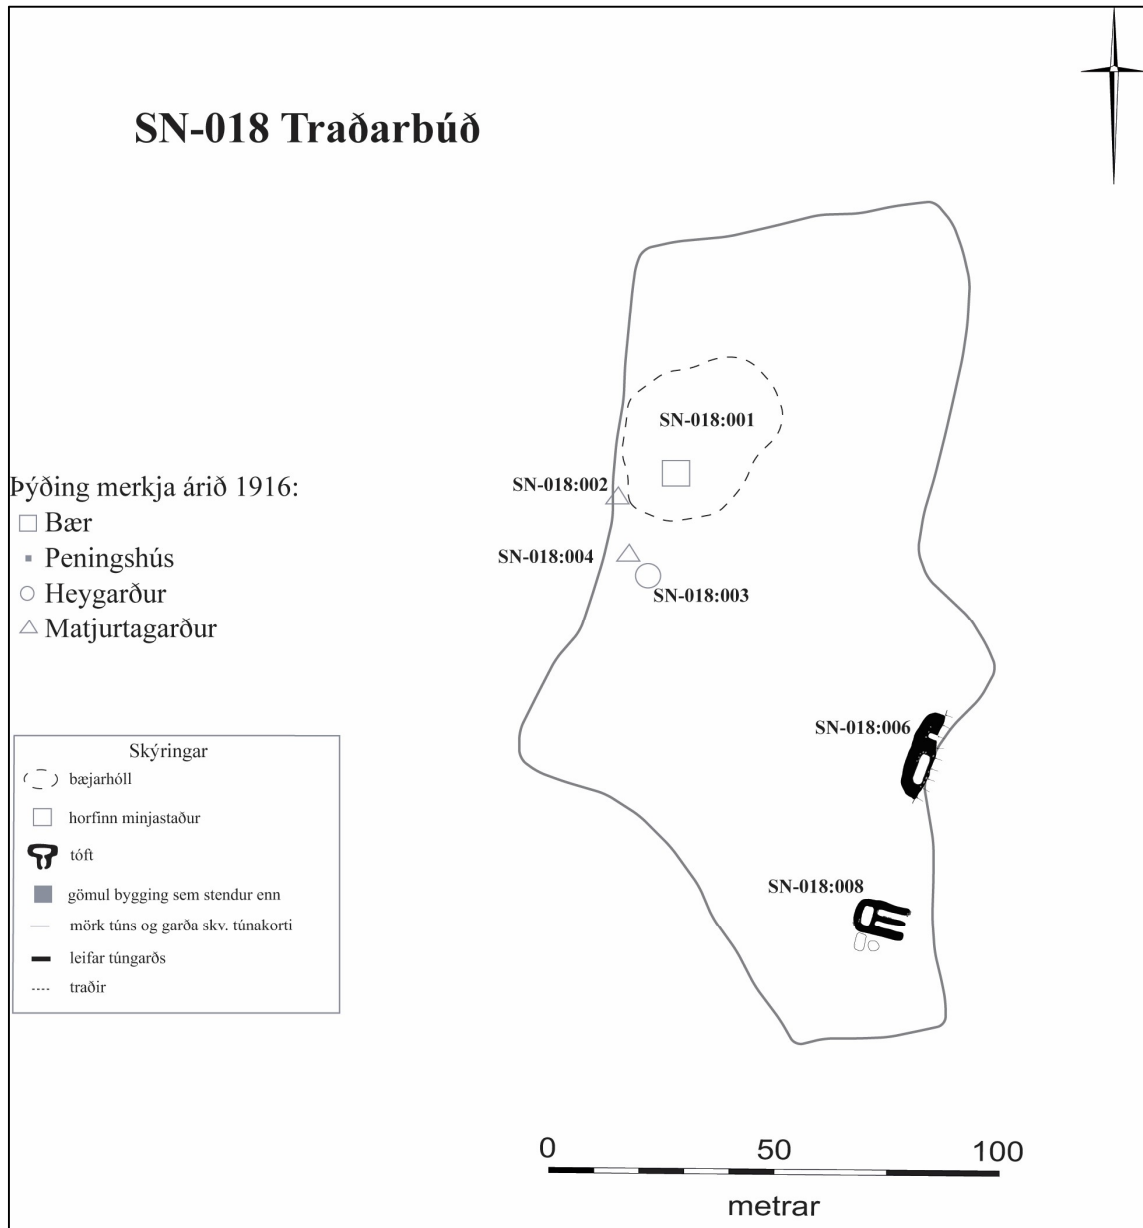 SN-018 Traðarbúð
SN-018:001
SN-018:002
SN-018:004
SN-018:003
SN-018:006
SN-018:008
Þýðing merkja árið 1916:
Bær
Peningshús
Heygarður
Matjurtagarður
Skýringar
bæjarhóll
horfinn minjastaður
tóft
gömul bygging sem stendur enn
mörk túns og garða skv. túnakorti
leifar túngarðs
traðir
0 50 100
metrar